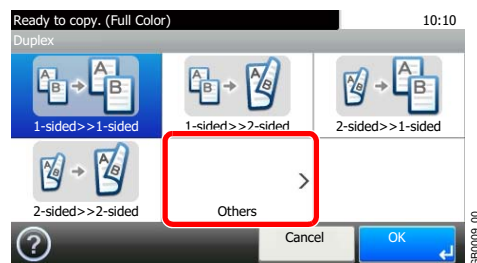 Ready to copy. (Full Color) 10:10
Duplex
1-sided>>1-sided 1-sided>>2-sided 2-sided>>1-sided
2-sided>>2-sided Others
? Cancel OK
GB0009_00